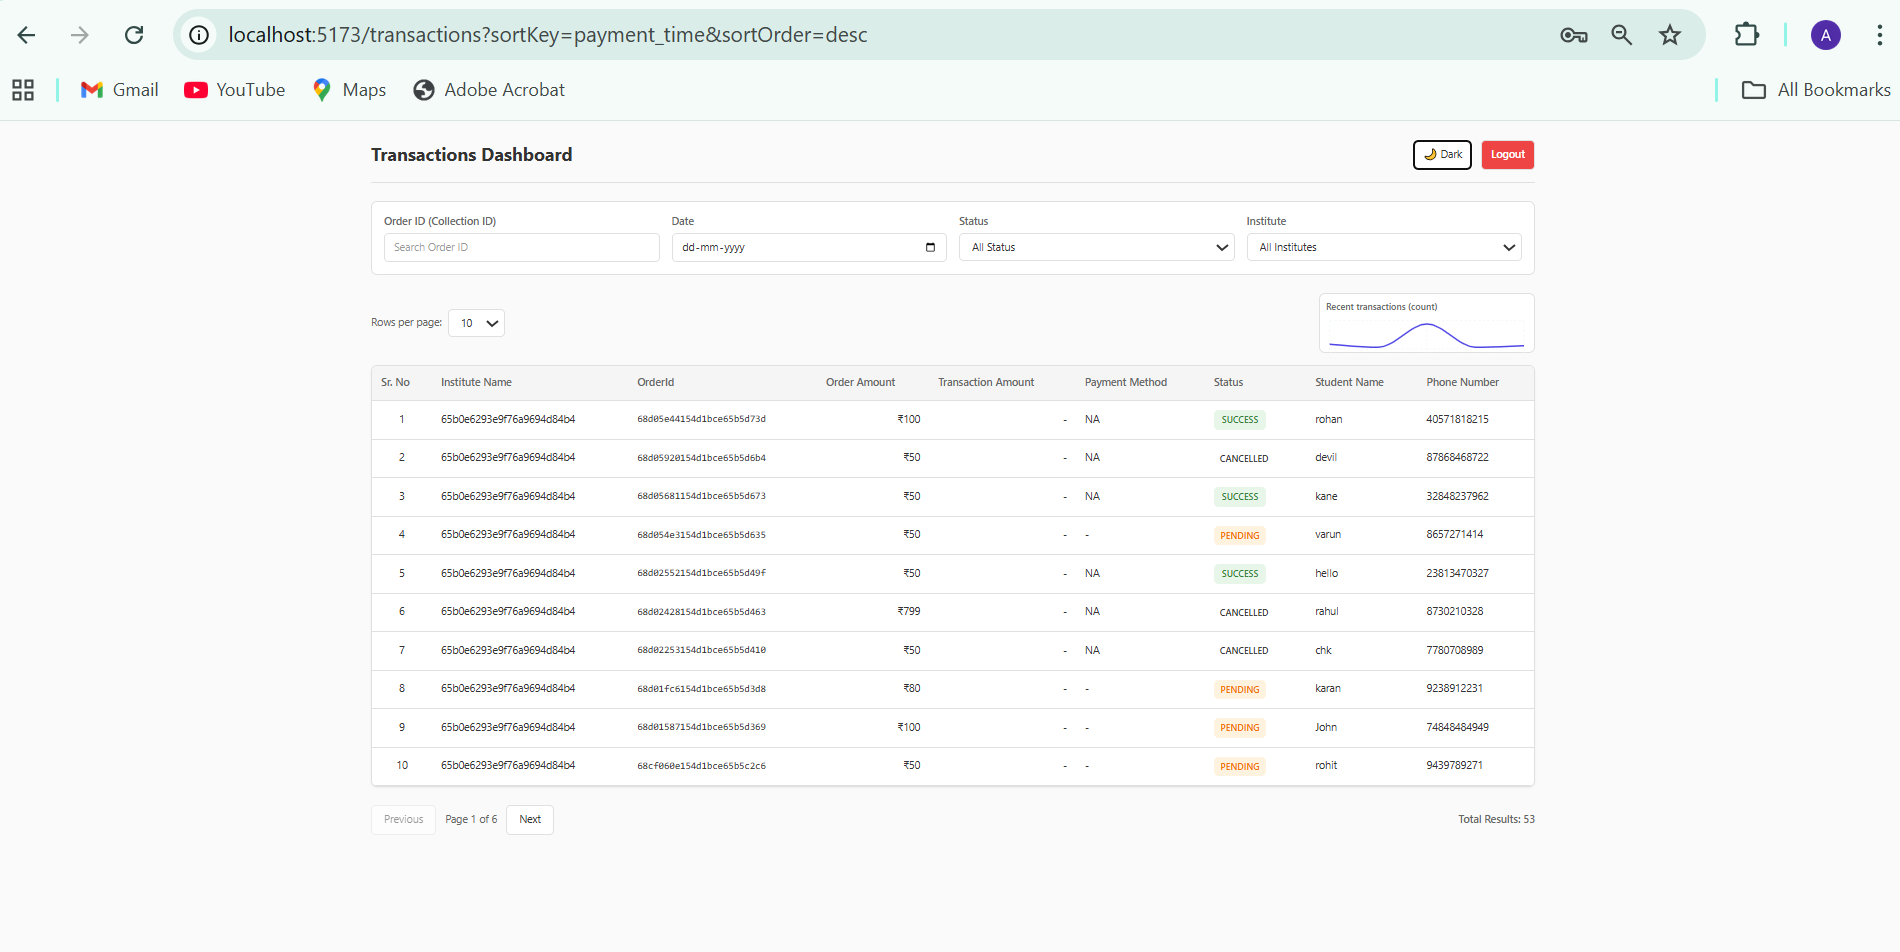 localhost:5173/transactions?sortKey=payment_time&sortOrder=desc
A
Gmail YouTube Maps Adobe Acrobat All Bookmarks
Transactions Dashboard Dark Logout
Order ID (Collection ID) Date Status Institute
Search Order ID dd-mm-yyyy All Status All Institutes
Recent transactions (count)
Rows per page: 10
Sr. No Institute Name OrderId Order Amount Transaction Amount Payment Method Status Student Name Phone Number
1 65b0e6293e9f76a9694d84b4 68d05e44154d1bce65b5d73d ₹100 - NA SUCCESS rohan 40571818215
2 65b0e6293e9f76a9694d84b4 68d05920154d1bce65b5d6b4 ₹50 - NA CANCELLED devil 87868468722
3 65b0e6293e9f76a9694d84b4 68d05681154d1bce65b5d673 ₹50 - NA SUCCESS kane 32848237962
4 65b0e6293e9f76a9694d84b4 68d054e3154d1bce65b5d635 ₹50 - - PENDING varun 8657271414
5 65b0e6293e9f76a9694d84b4 68d02552154d1bce65b5d49f ₹50 - NA SUCCESS hello 23813470327
6 65b0e6293e9f76a9694d84b4 68d02428154d1bce65b5d463 ₹799 - NA CANCELLED rahul 8730210328
7 65b0e6293e9f76a9694d84b4 68d02253154d1bce65b5d410 ₹50 - NA CANCELLED chk 7780708989
8 65b0e6293e9f76a9694d84b4 68d01fc6154d1bce65b5d3d8 ₹80 - - PENDING karan 9238912231
9 65b0e6293e9f76a9694d84b4 68d01587154d1bce65b5d369 ₹100 - - PENDING John 74848484949
10 65b0e6293e9f76a9694d84b4 68cf060e154d1bce65b5c2c6 ₹50 - - PENDING rohit 9439789271
Previous Page 1 of 6 Next Total Results: 53